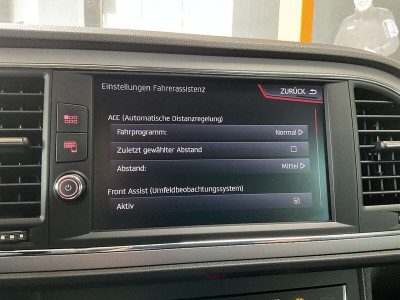 Einstellungen Fahrerassistenz
ZURÜCK
ACC (Automatische Distanzregelung)
Fahrprogramm: Normal
Zuletzt gewählter Abstand
Abstand: Mittel
Front Assist (Umfeldbeobachtungssystem)
Aktiv